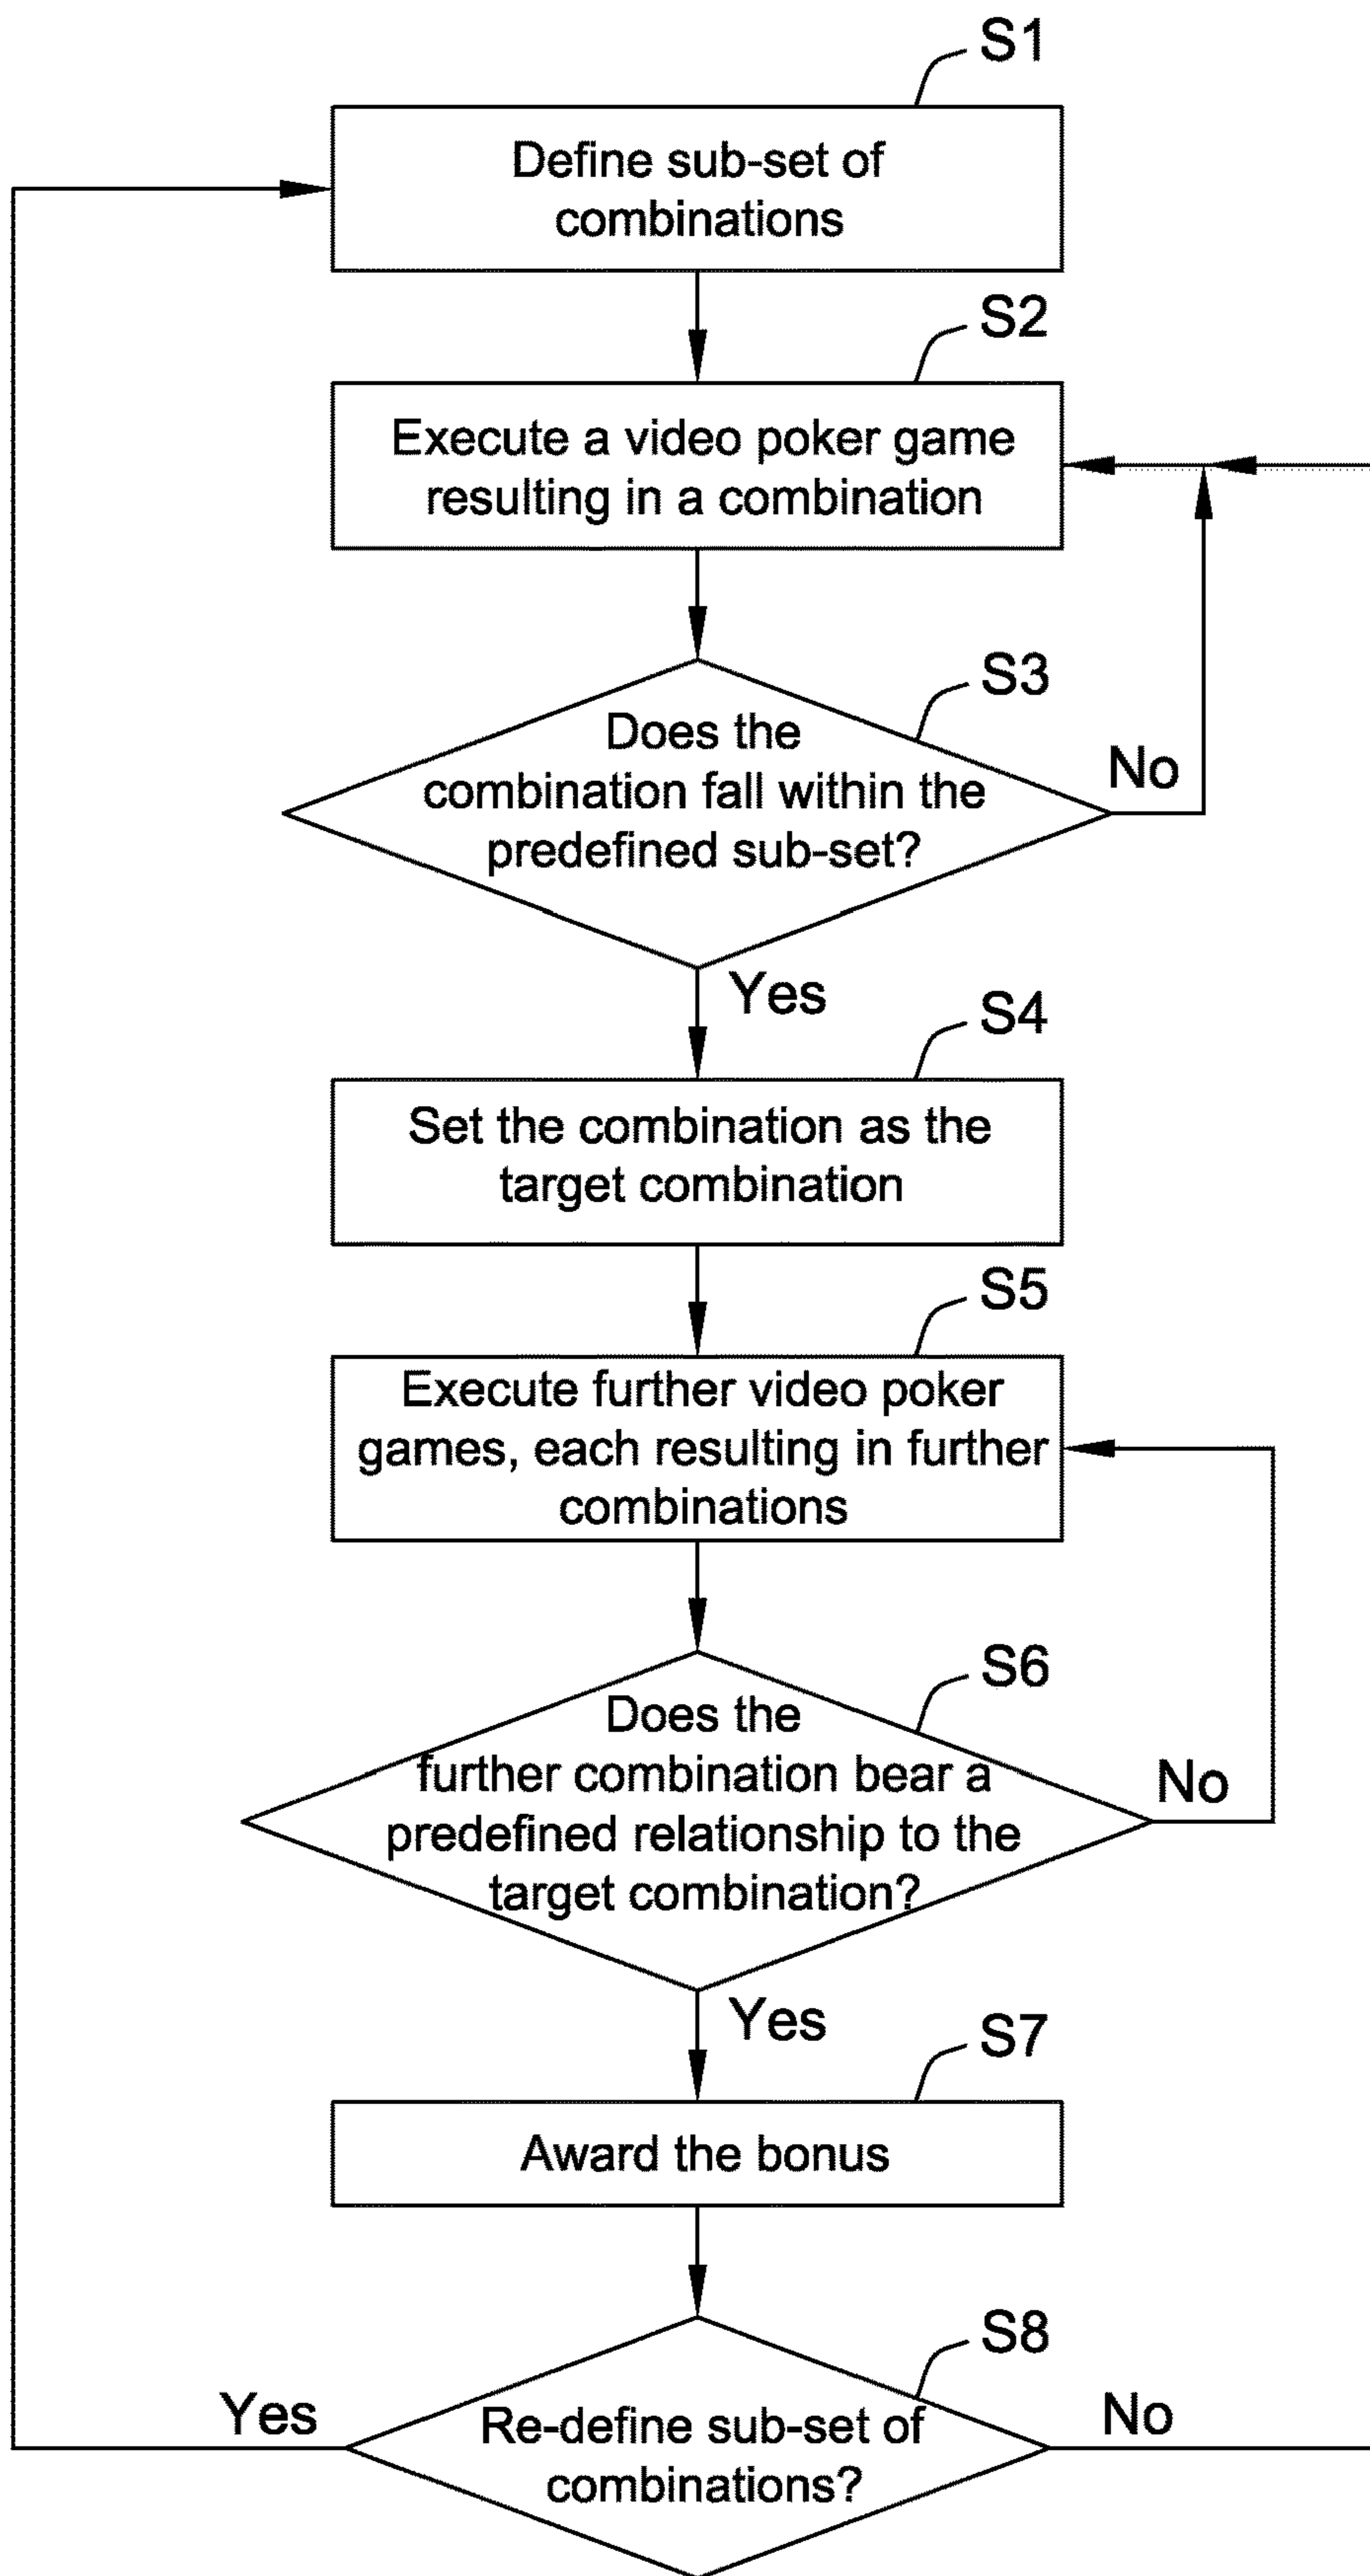 S1
Define sub-set of
combinations
S2
Execute a video poker game
resulting in a combination
S3
Does the
combination fall within the
predefined sub-set?
No
Yes
S4
Set the combination as the
target combination
S5
Execute further video poker
games, each resulting in further
combinations
S6
Does the
further combination bear a
predefined relationship to the
target combination?
No
Yes
S7
Award the bonus
S8
Yes
Re-define sub-set of
combinations?
No